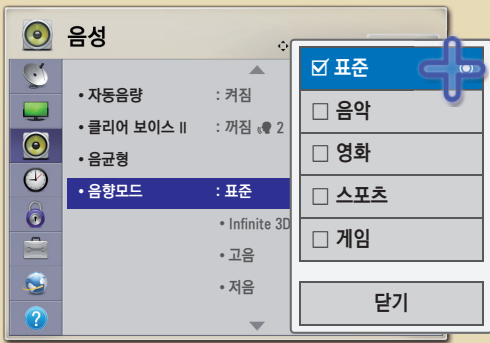 음성
• 자동음량 : 켜짐
• 클리어 보이스 II : 꺼짐 2
• 음균형
• 음향모드 : 표준
• Infinite 3D
• 고음
• 저음
?
☑ 표준
☐ 음악
☐ 영화
☐ 스포츠
☐ 게임
닫기